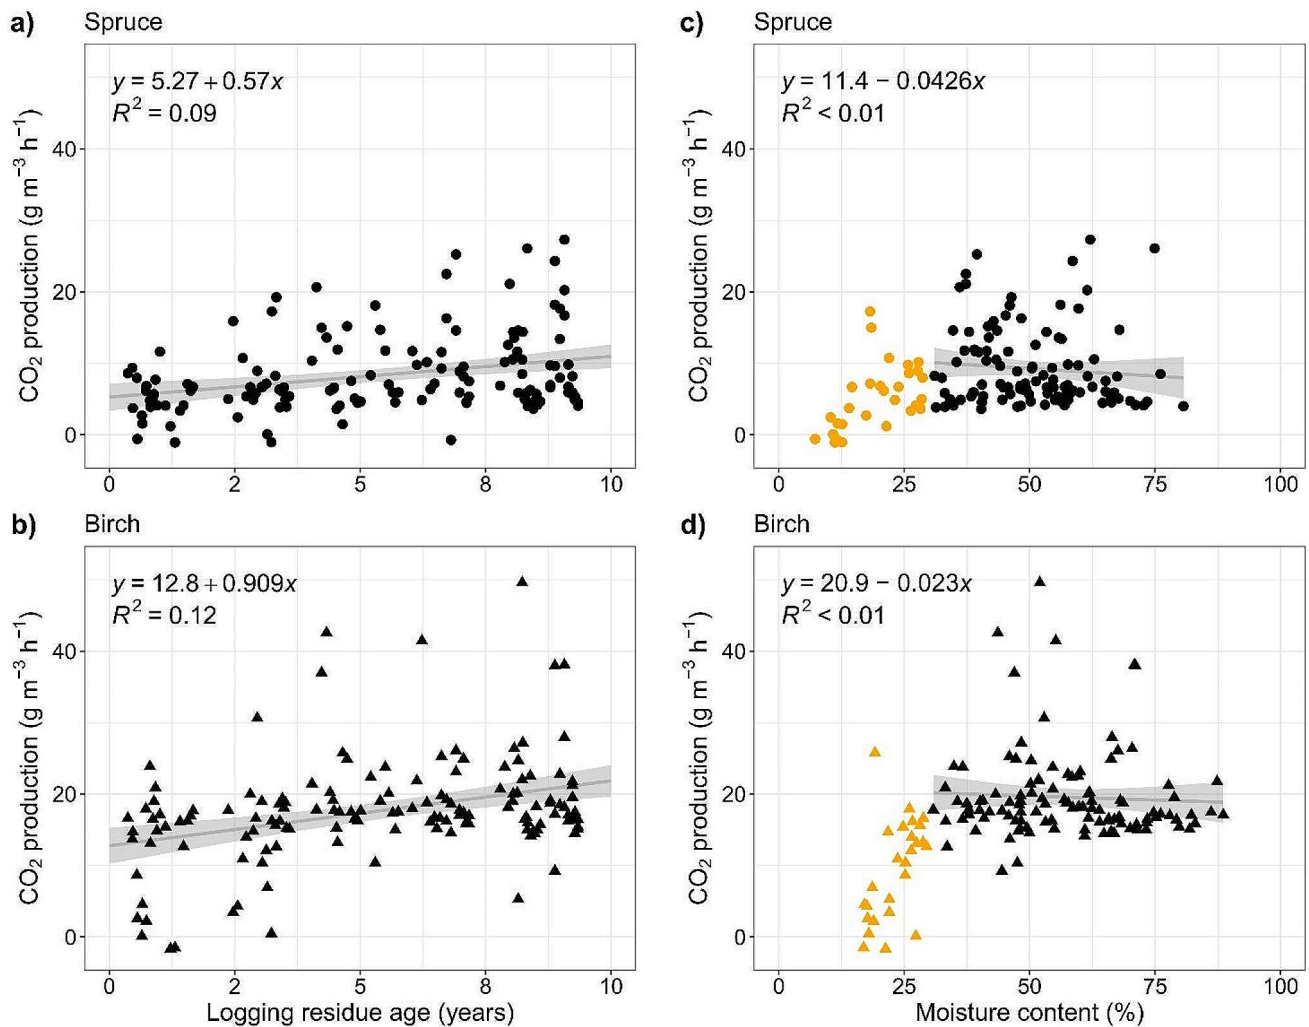 a) Spruce
y = 5.27 + 0.57x
R² = 0.09
CO₂ production (g m⁻³ h⁻¹)
40
20
0
0 2 5 8 10
c) Spruce
y = 11.4 − 0.0426x
R² < 0.01
CO₂ production (g m⁻³ h⁻¹)
40
20
0
0 25 50 75 100
b) Birch
y = 12.8 + 0.909x
R² = 0.12
CO₂ production (g m⁻³ h⁻¹)
40
20
0
0 2 5 8 10
Logging residue age (years)
d) Birch
y = 20.9 − 0.023x
R² < 0.01
CO₂ production (g m⁻³ h⁻¹)
40
20
0
0 25 50 75 100
Moisture content (%)